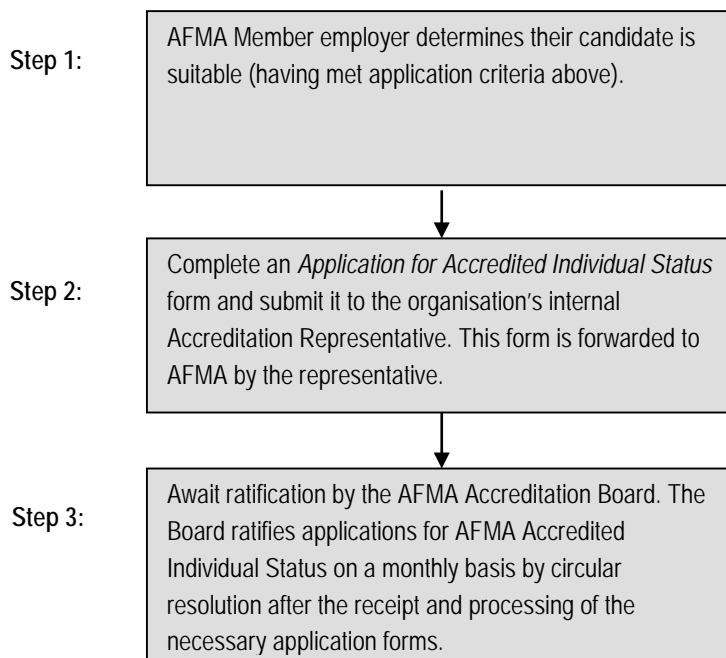 Step 1:
AFMA Member employer determines their candidate is
suitable (having met application criteria above).
Step 2:
Complete an Application for Accredited Individual Status
form and submit it to the organisation's internal
Accreditation Representative. This form is forwarded to
AFMA by the representative.
Step 3:
Await ratification by the AFMA Accreditation Board. The
Board ratifies applications for AFMA Accredited
Individual Status on a monthly basis by circular
resolution after the receipt and processing of the
necessary application forms.